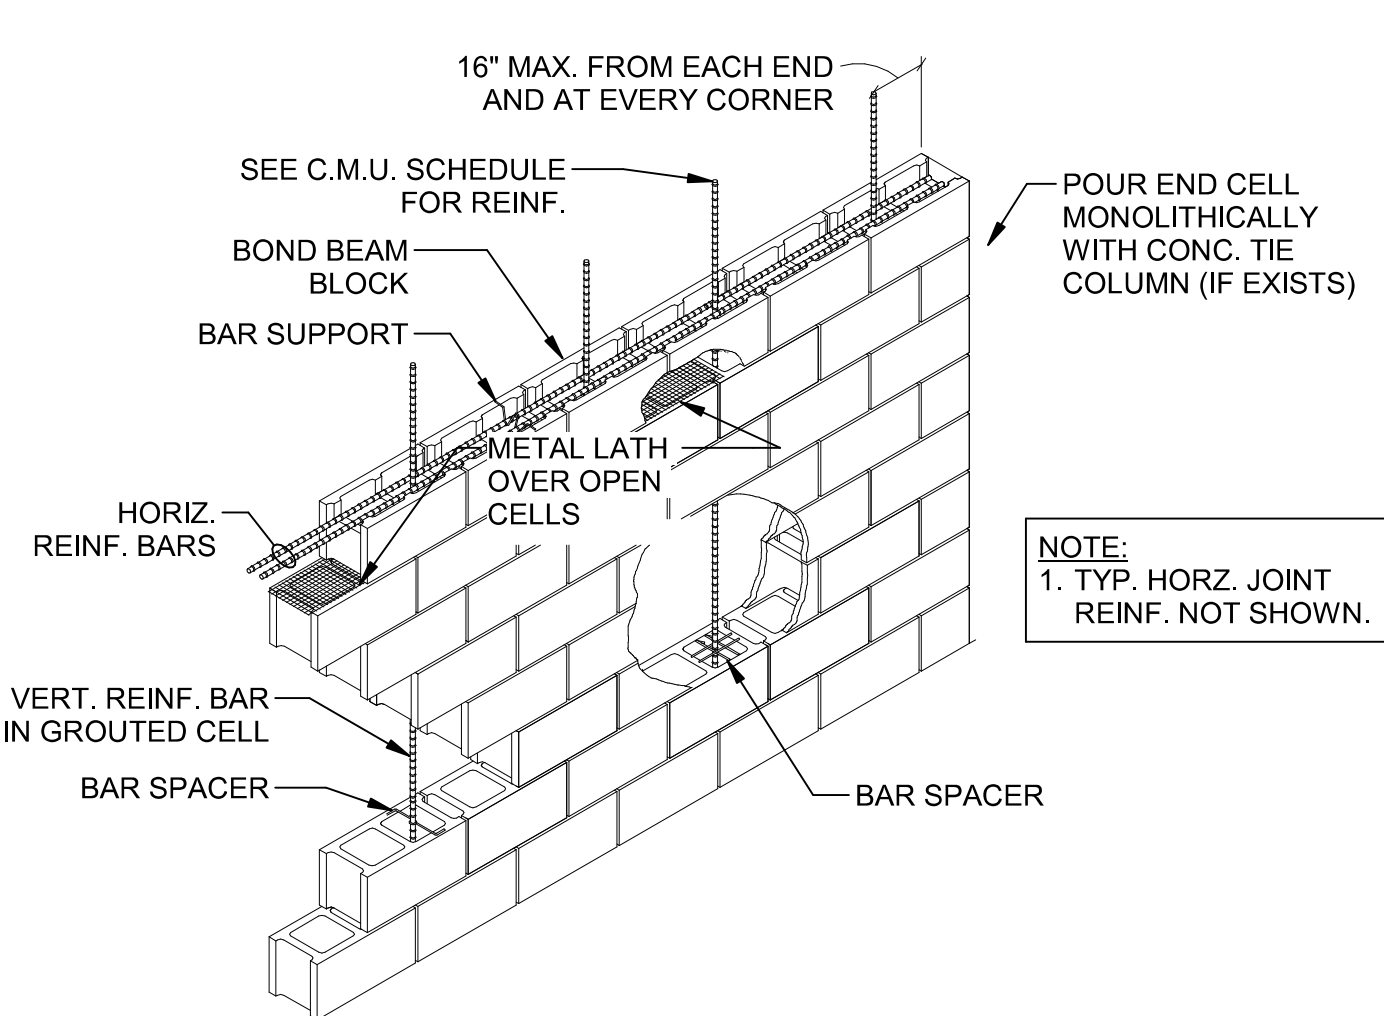 16" MAX. FROM EACH END
AND AT EVERY CORNER
SEE C.M.U. SCHEDULE
FOR REINF.
BOND BEAM
BLOCK
BAR SUPPORT
POUR END CELL
MONOLITHICALLY
WITH CONC. TIE
COLUMN (IF EXISTS)
METAL LATH
OVER OPEN
CELLS
HORIZ.
REINF. BARS
NOTE:
1. TYP. HORZ. JOINT
REINF. NOT SHOWN.
VERT. REINF. BAR
IN GROUTED CELL
BAR SPACER
BAR SPACER